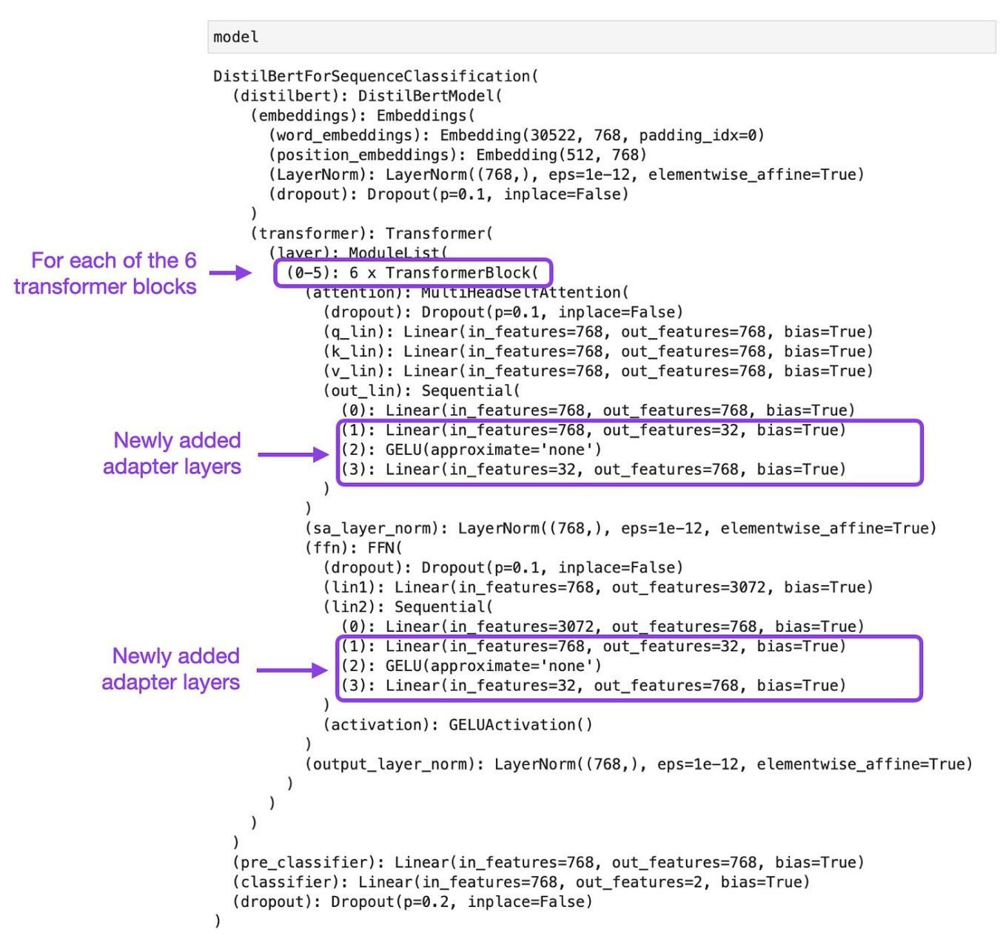 model
DistilBertForSequenceClassification(
(distilbert): DistilBertModel(
(embeddings): Embeddings(
(word_embeddings): Embedding(30522, 768, padding_idx=0)
(position_embeddings): Embedding(512, 768)
(LayerNorm): LayerNorm((768,), eps=1e-12, elementwise_affine=True)
(dropout): Dropout(p=0.1, inplace=False)
)
(transformer): Transformer(
(layer): ModuleList(
For each of the 6
transformer blocks
(0-5): 6 x TransformerBlock(
(attention): MultiHeadSelfAttention(
(dropout): Dropout(p=0.1, inplace=False)
(q_lin): Linear(in_features=768, out_features=768, bias=True)
(k_lin): Linear(in_features=768, out_features=768, bias=True)
(v_lin): Linear(in_features=768, out_features=768, bias=True)
(out_lin): Sequential(
(0): Linear(in_features=768, out_features=768, bias=True)
Newly added
adapter layers
(1): Linear(in_features=768, out_features=32, bias=True)
(2): GELU(approximate='none')
(3): Linear(in_features=32, out_features=768, bias=True)
)
)
(sa_layer_norm): LayerNorm((768,), eps=1e-12, elementwise_affine=True)
(ffn): FFN(
(dropout): Dropout(p=0.1, inplace=False)
(lin1): Linear(in_features=768, out_features=3072, bias=True)
(lin2): Sequential(
(0): Linear(in_features=3072, out_features=768, bias=True)
Newly added
adapter layers
(1): Linear(in_features=768, out_features=32, bias=True)
(2): GELU(approximate='none')
(3): Linear(in_features=32, out_features=768, bias=True)
)
(activation): GELUActivation()
)
(output_layer_norm): LayerNorm((768,), eps=1e-12, elementwise_affine=True)
)
)
)
)
(pre_classifier): Linear(in_features=768, out_features=768, bias=True)
(classifier): Linear(in_features=768, out_features=2, bias=True)
(dropout): Dropout(p=0.2, inplace=False)
)